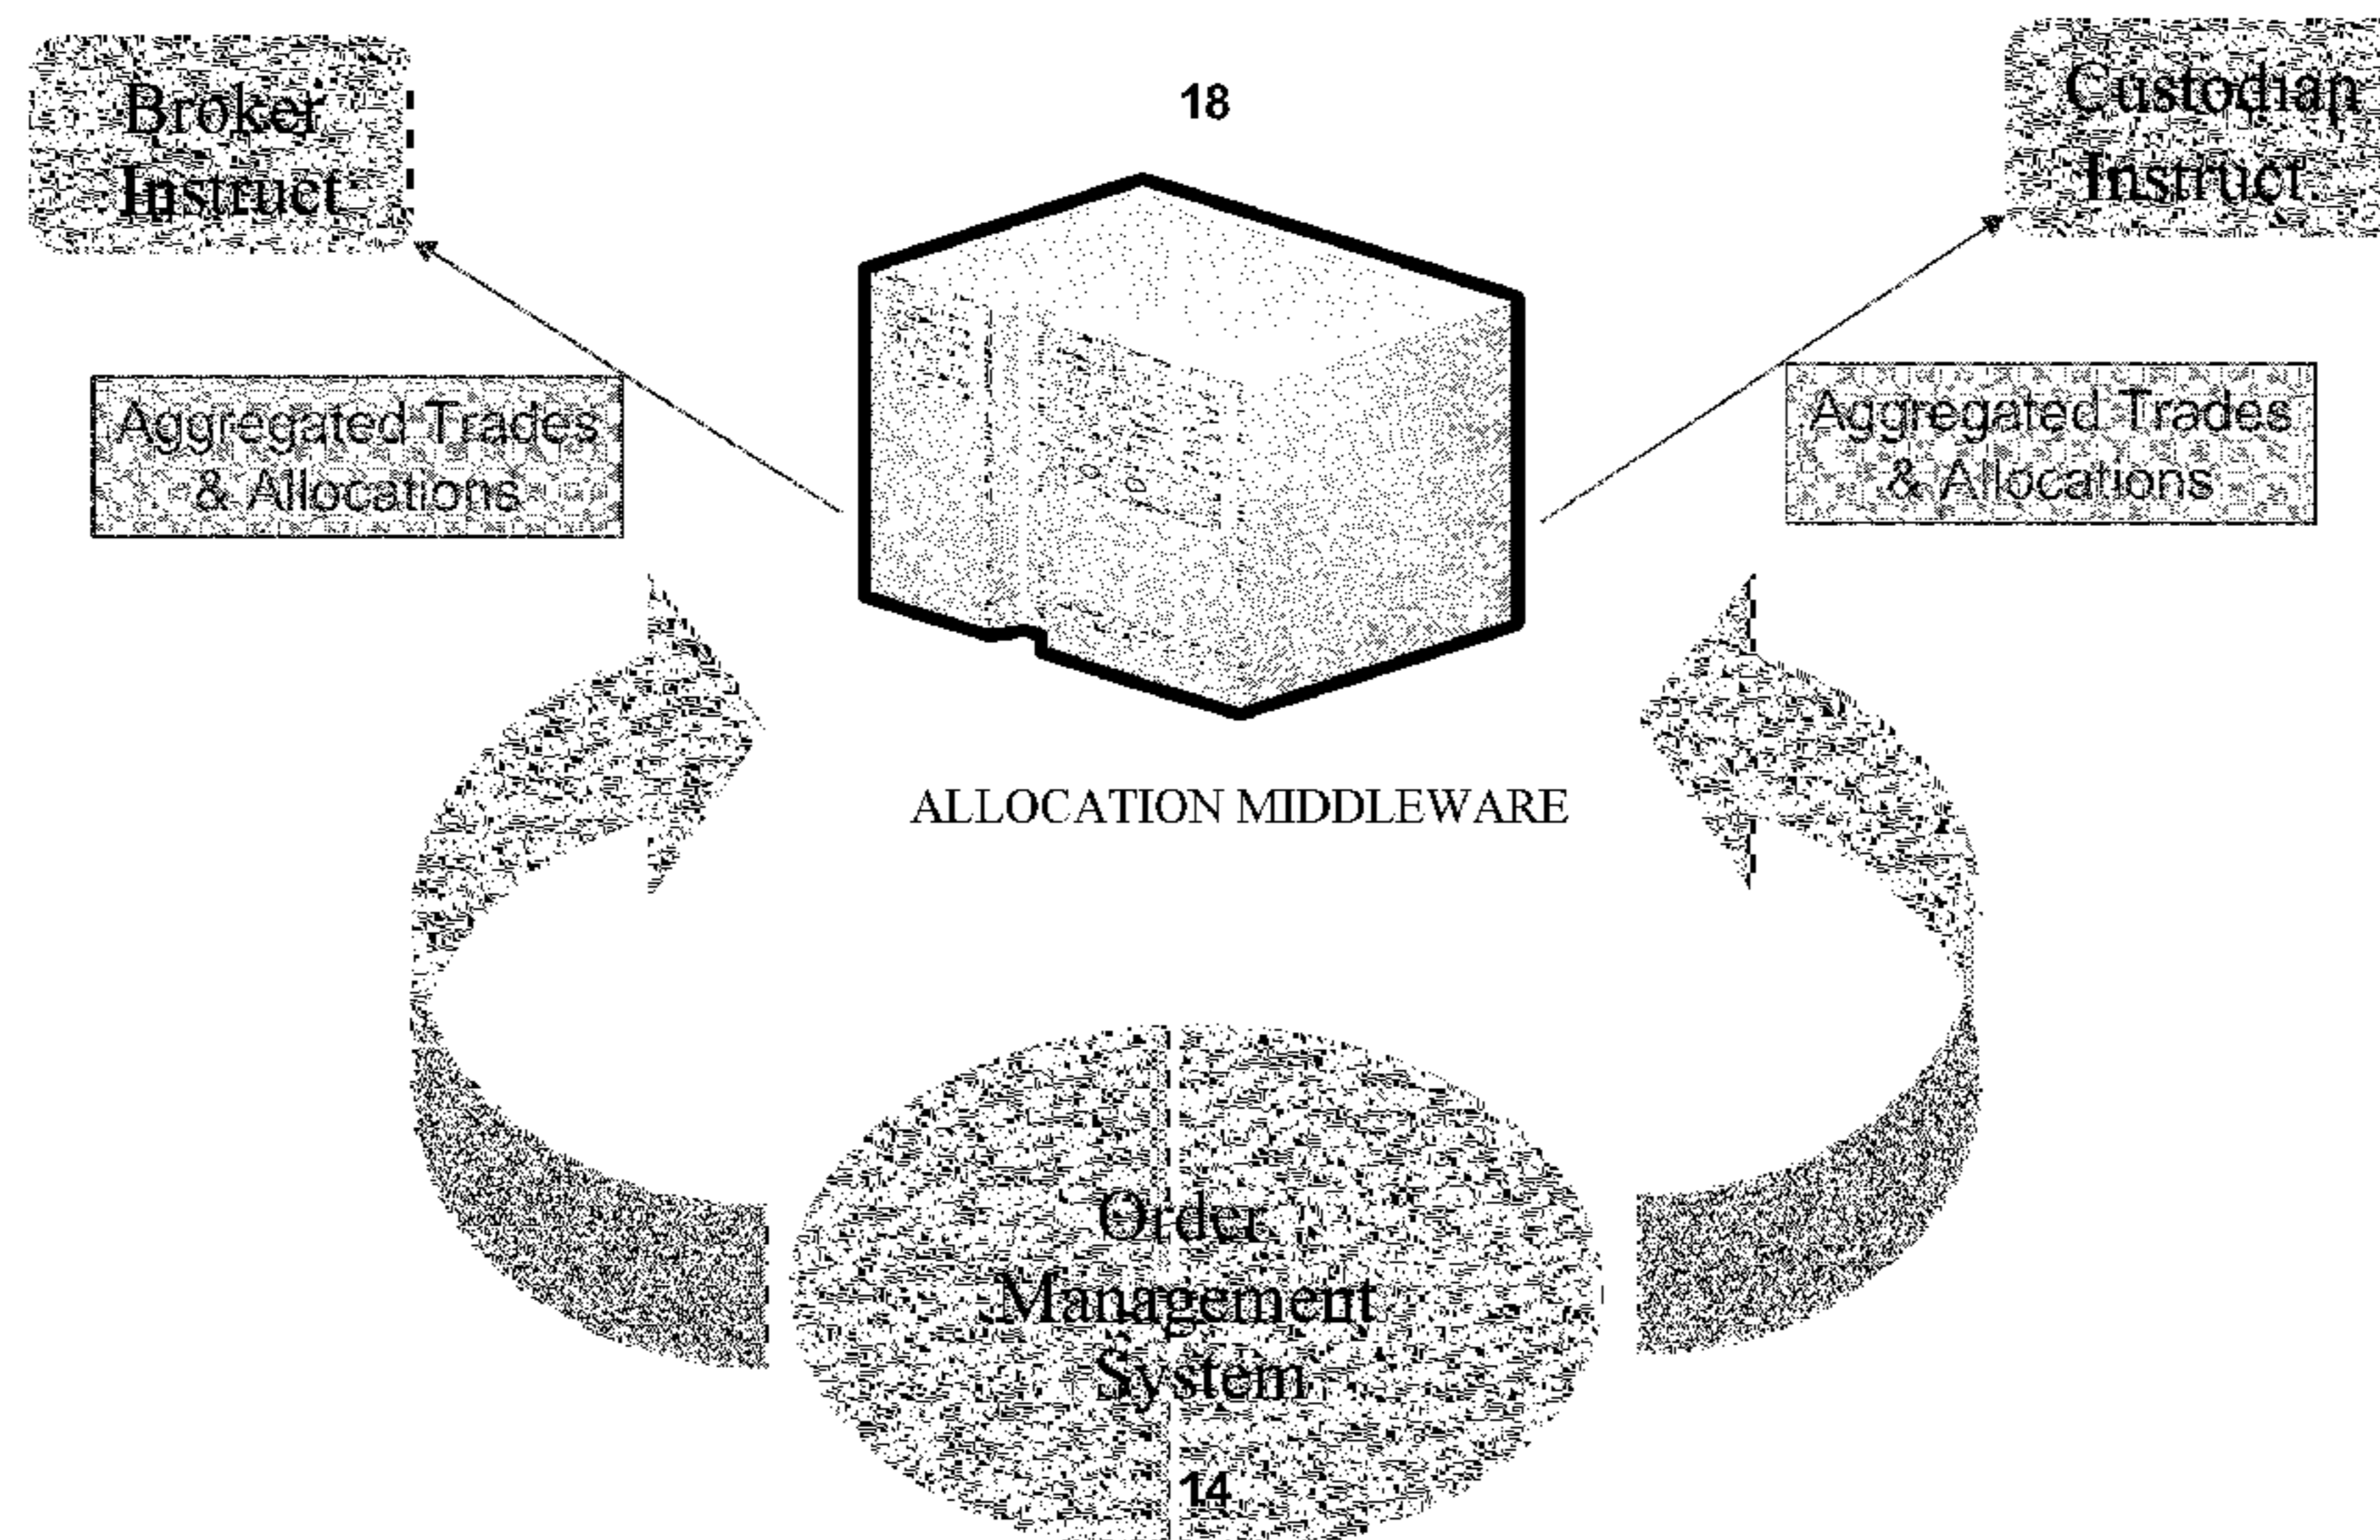 Broker
Instruct
18
Custodian
Instruct
Aggregated Trades
& Allocations
Aggregated Trades
& Allocations
ALLOCATION MIDDLEWARE
Order
Management
System
14